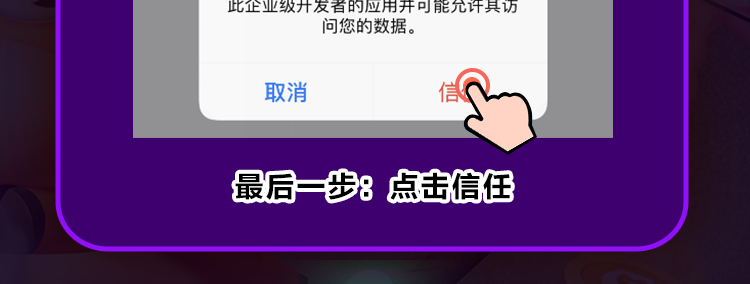 此企业级开发者的应用并可能允许其访
问您的数据。
取消
信
最后一步：点击信任